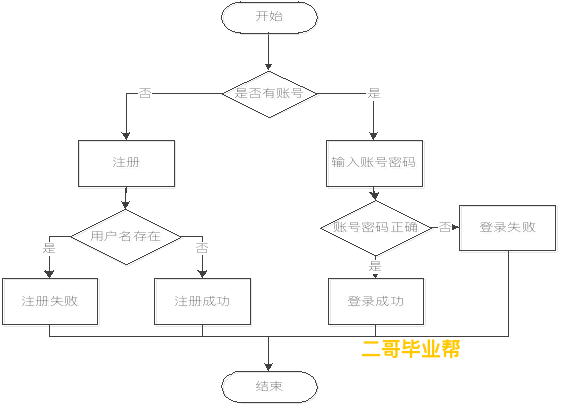 开始
是否有账号
否
是
注册
输入账号密码
用户名存在
账号密码正确
否
登录失败
是
否
是
注册失败
注册成功
登录成功
二哥毕业帮
结束